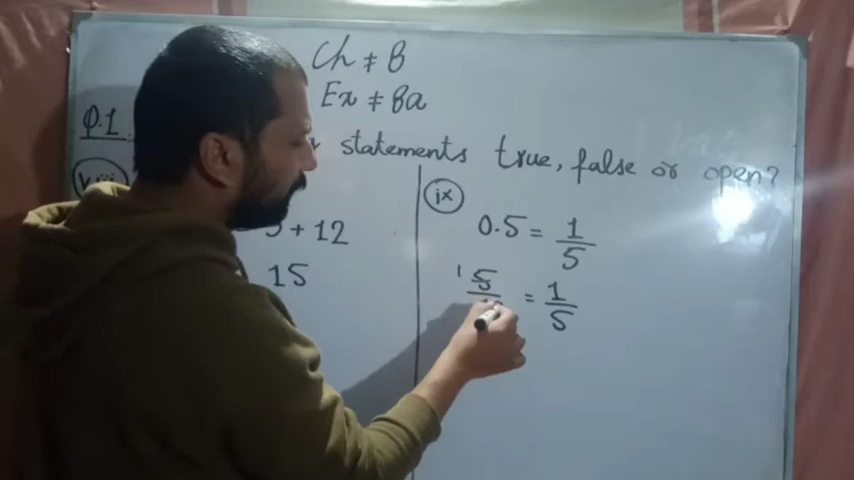 Ch ≠ B
Ex ≠ Ba
Q.1 statements true, false or open?
+ 12
15
ix
0.5 = 1/5
1 5 = 1/5